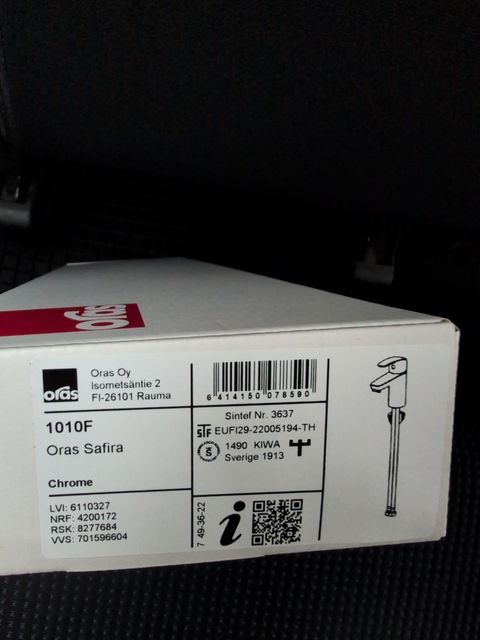 oras
oras
Oras Oy
Isometsäntie 2
FI-26101 Rauma
1010F
Oras Safira
Chrome
LVI: 6110327
NRF: 4200172
RSK: 8277684
VVS: 701596604
6 414150 078590
Sintef Nr. 3637
STF EUFI29-22005194-TH
1490 KIWA
Sverige 1913
7 49-36-22
i